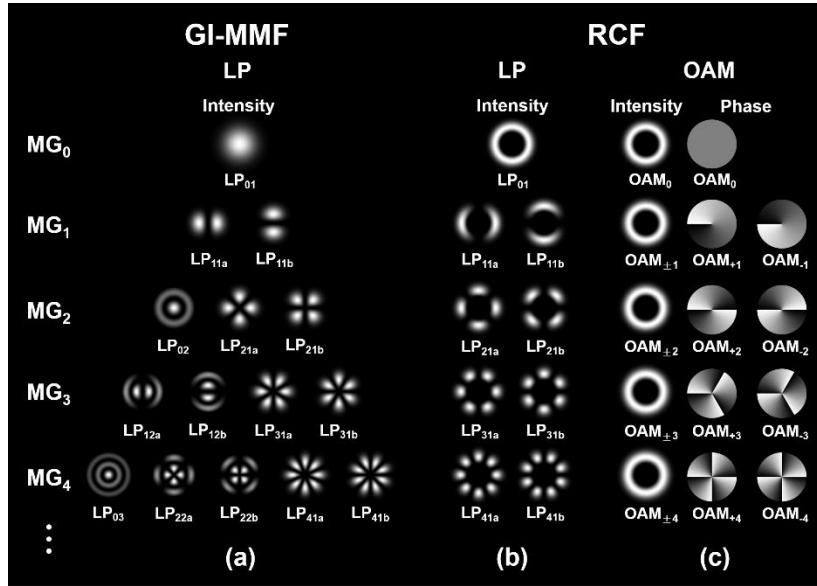 GI-MMF RCF
LP LP OAM
Intensity Intensity Intensity Phase
MG₀
LP₀₁ LP₀₁ OAM₀ OAM₀
MG₁
LP₁₁ₐ LP₁₁b LP₁₁ₐ LP₁₁b OAM±₁ OAM₊₁ OAM₋₁
MG₂
LP₀₂ LP₂₁ₐ LP₂₁b LP₂₁ₐ LP₂₁b OAM±₂ OAM₊₂ OAM₋₂
MG₃
LP₁₂ₐ LP₁₂b LP₃₁ₐ LP₃₁b LP₃₁ₐ LP₃₁b OAM±₃ OAM₊₃ OAM₋₃
MG₄
LP₀₃ LP₂₂ₐ LP₂₂b LP₄₁ₐ LP₄₁b LP₄₁ₐ LP₄₁b OAM±₄ OAM₊₄ OAM₋₄
⋮
(a) (b) (c)